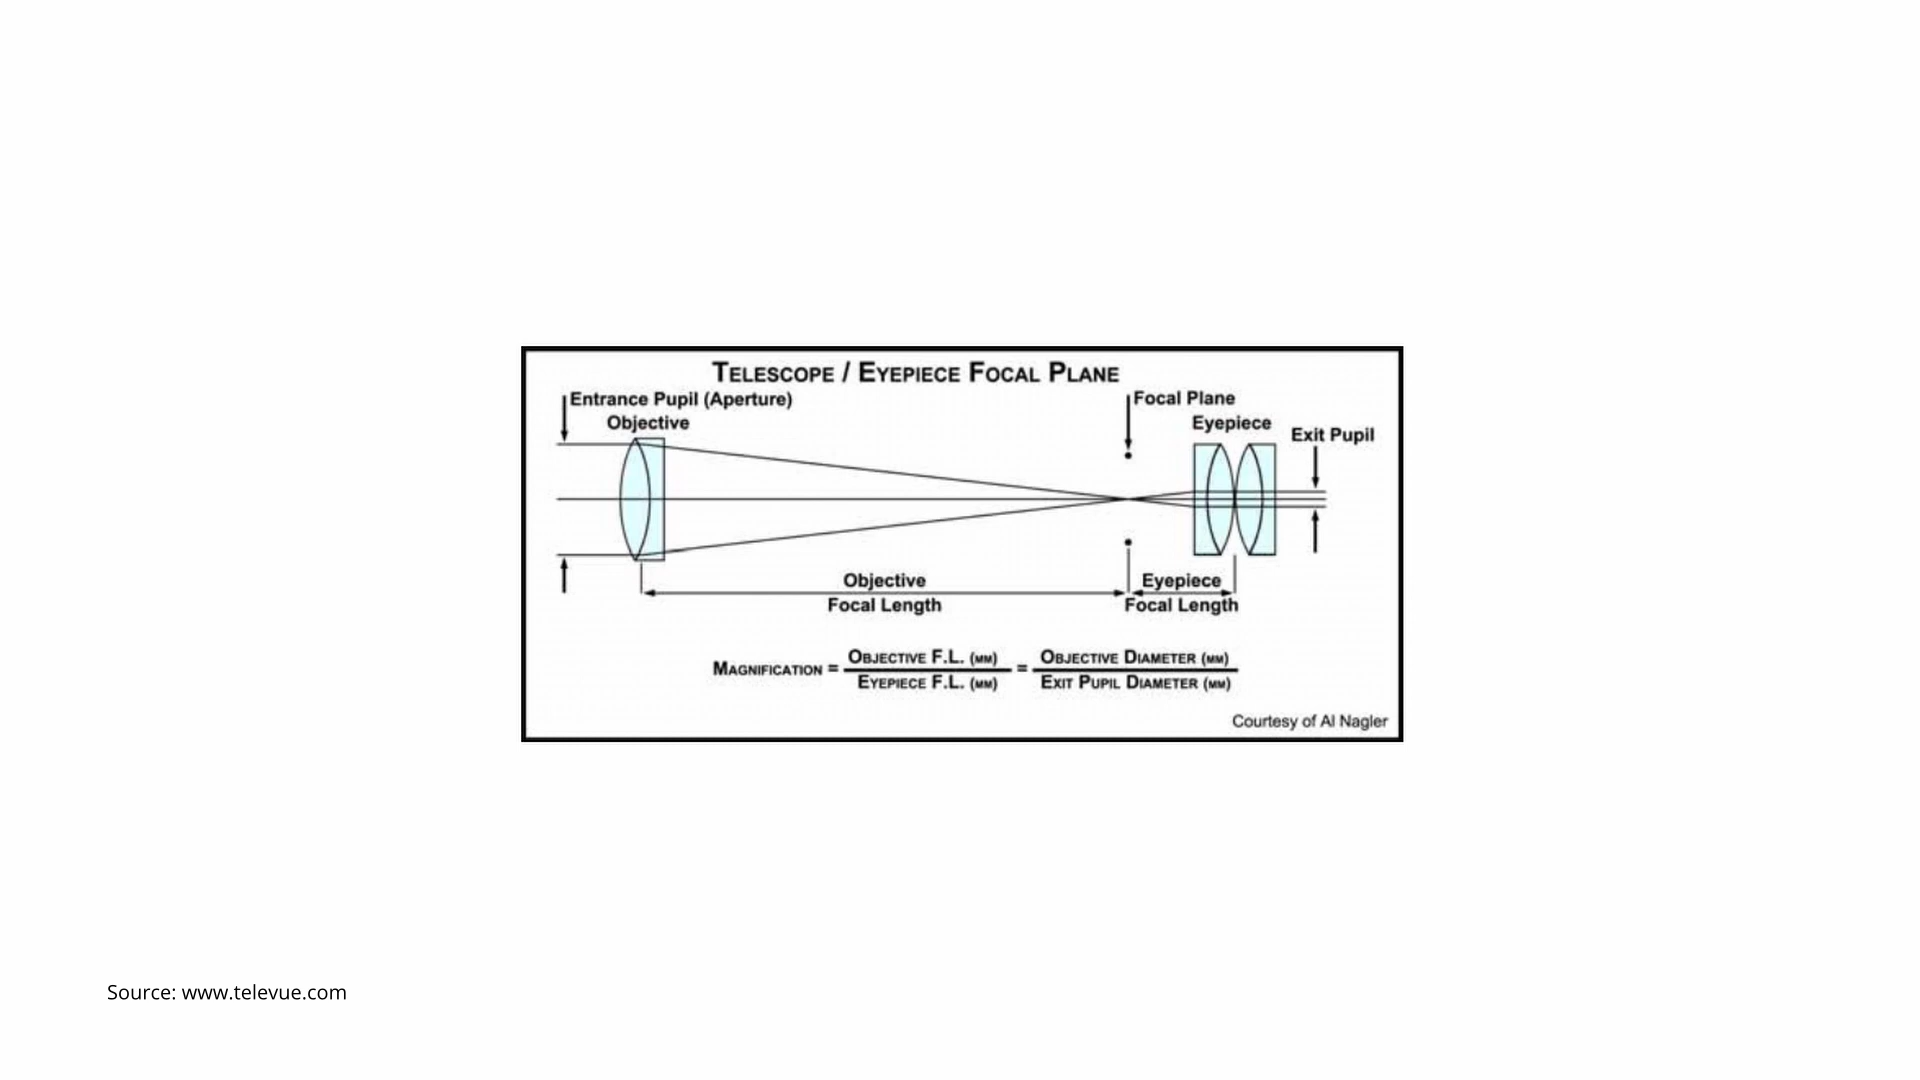 TELESCOPE / EYEPIECE FOCAL PLANE
Entrance Pupil (Aperture)
Objective
Focal Plane
Eyepiece
Exit Pupil
Objective
Focal Length
Eyepiece
Focal Length
MAGNIFICATION = OBJECTIVE F.L. (MM) / EYEPIECE F.L. (MM) = OBJECTIVE DIAMETER (MM) / EXIT PUPIL DIAMETER (MM)
Courtesy of Al Nagler
Source: www.televue.com